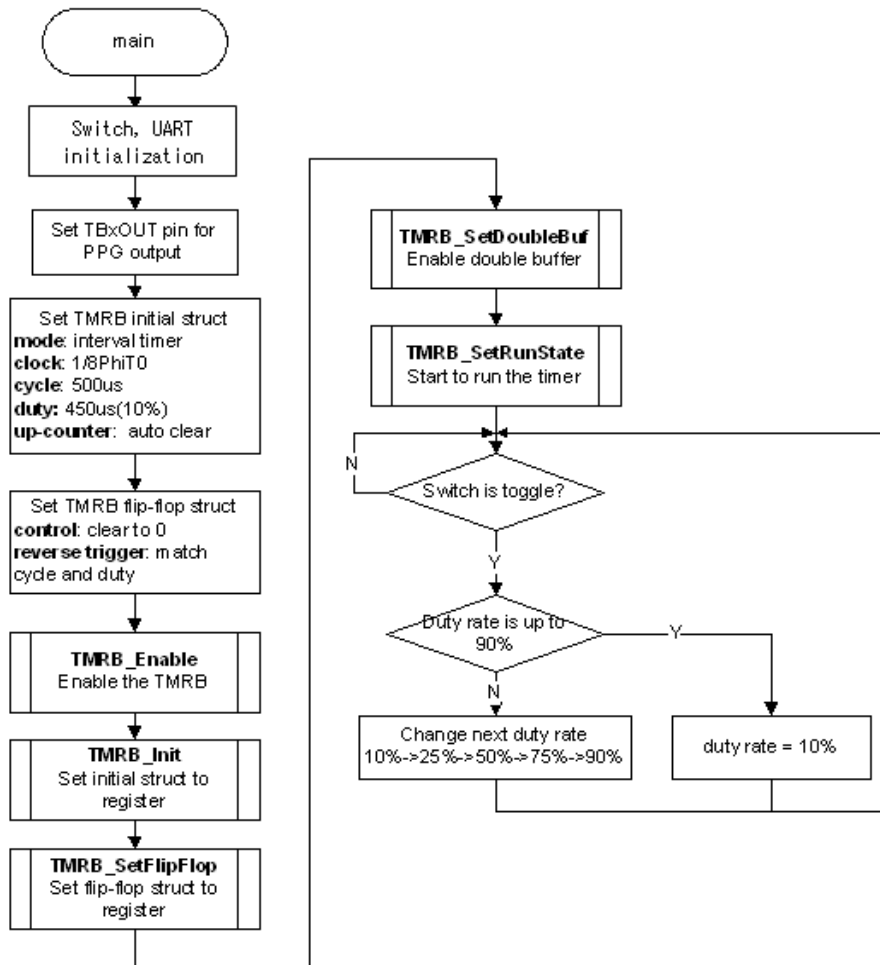 main
Switch, UART
initialization
Set TBxOUT pin for
PPG output
Set TMRB initial struct
mode: interval timer
clock: 1/8PhiT0
cycle: 500us
duty: 450us(10%)
up-counter: auto clear
Set TMRB flip-flop struct
control: clear to 0
reverse trigger: match
cycle and duty
TMRB_Enable
Enable the TMRB
TMRB_Init
Set initial struct to
register
TMRB_SetFlipFlop
Set flip-flop struct to
register
TMRB_SetDoubleBuf
Enable double buffer
TMRB_SetRunState
Start to run the timer
N
Switch is toggle?
Y
Duty rate is up to
90%
Y
N
Change next duty rate
10%->25%->50%->75%->90%
duty rate = 10%